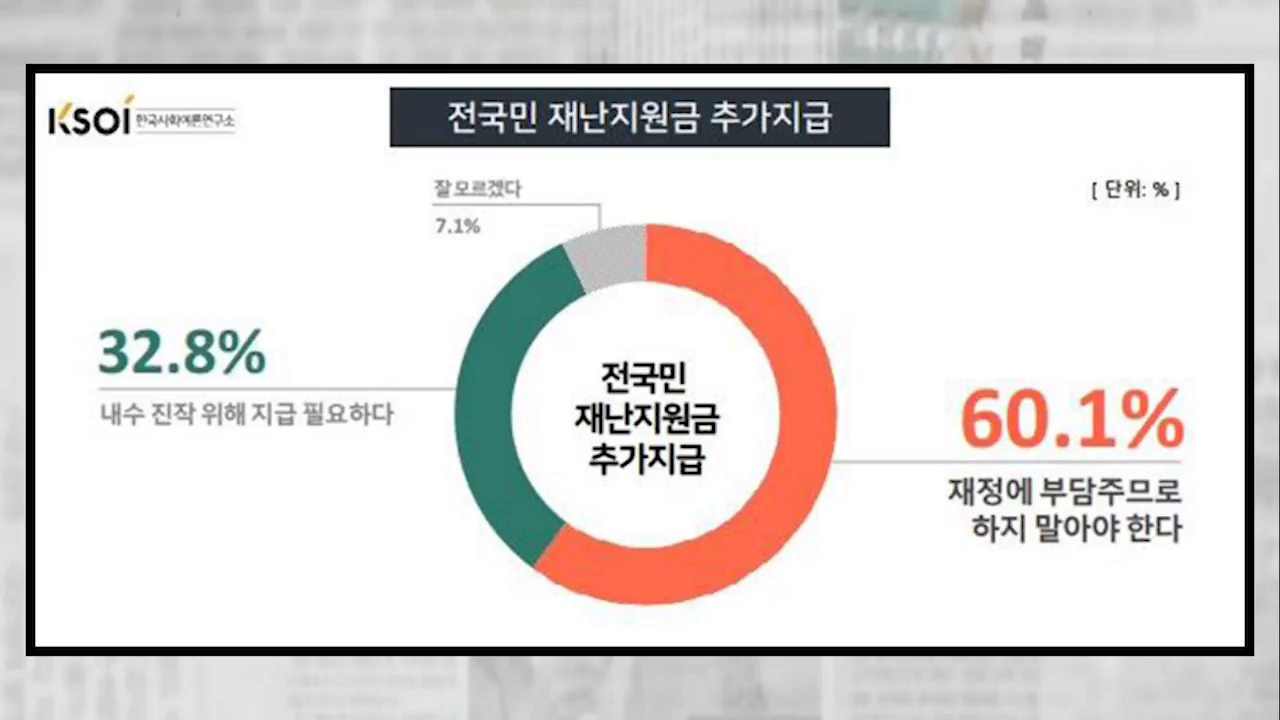 KSOI 한국사회여론연구소
전국민 재난지원금 추가지급
[ 단위: % ]
잘 모르겠다
7.1%
32.8%
내수 진작 위해 지급 필요하다
전국민
재난지원금
추가지급
60.1%
재정에 부담주므로
하지 말아야 한다